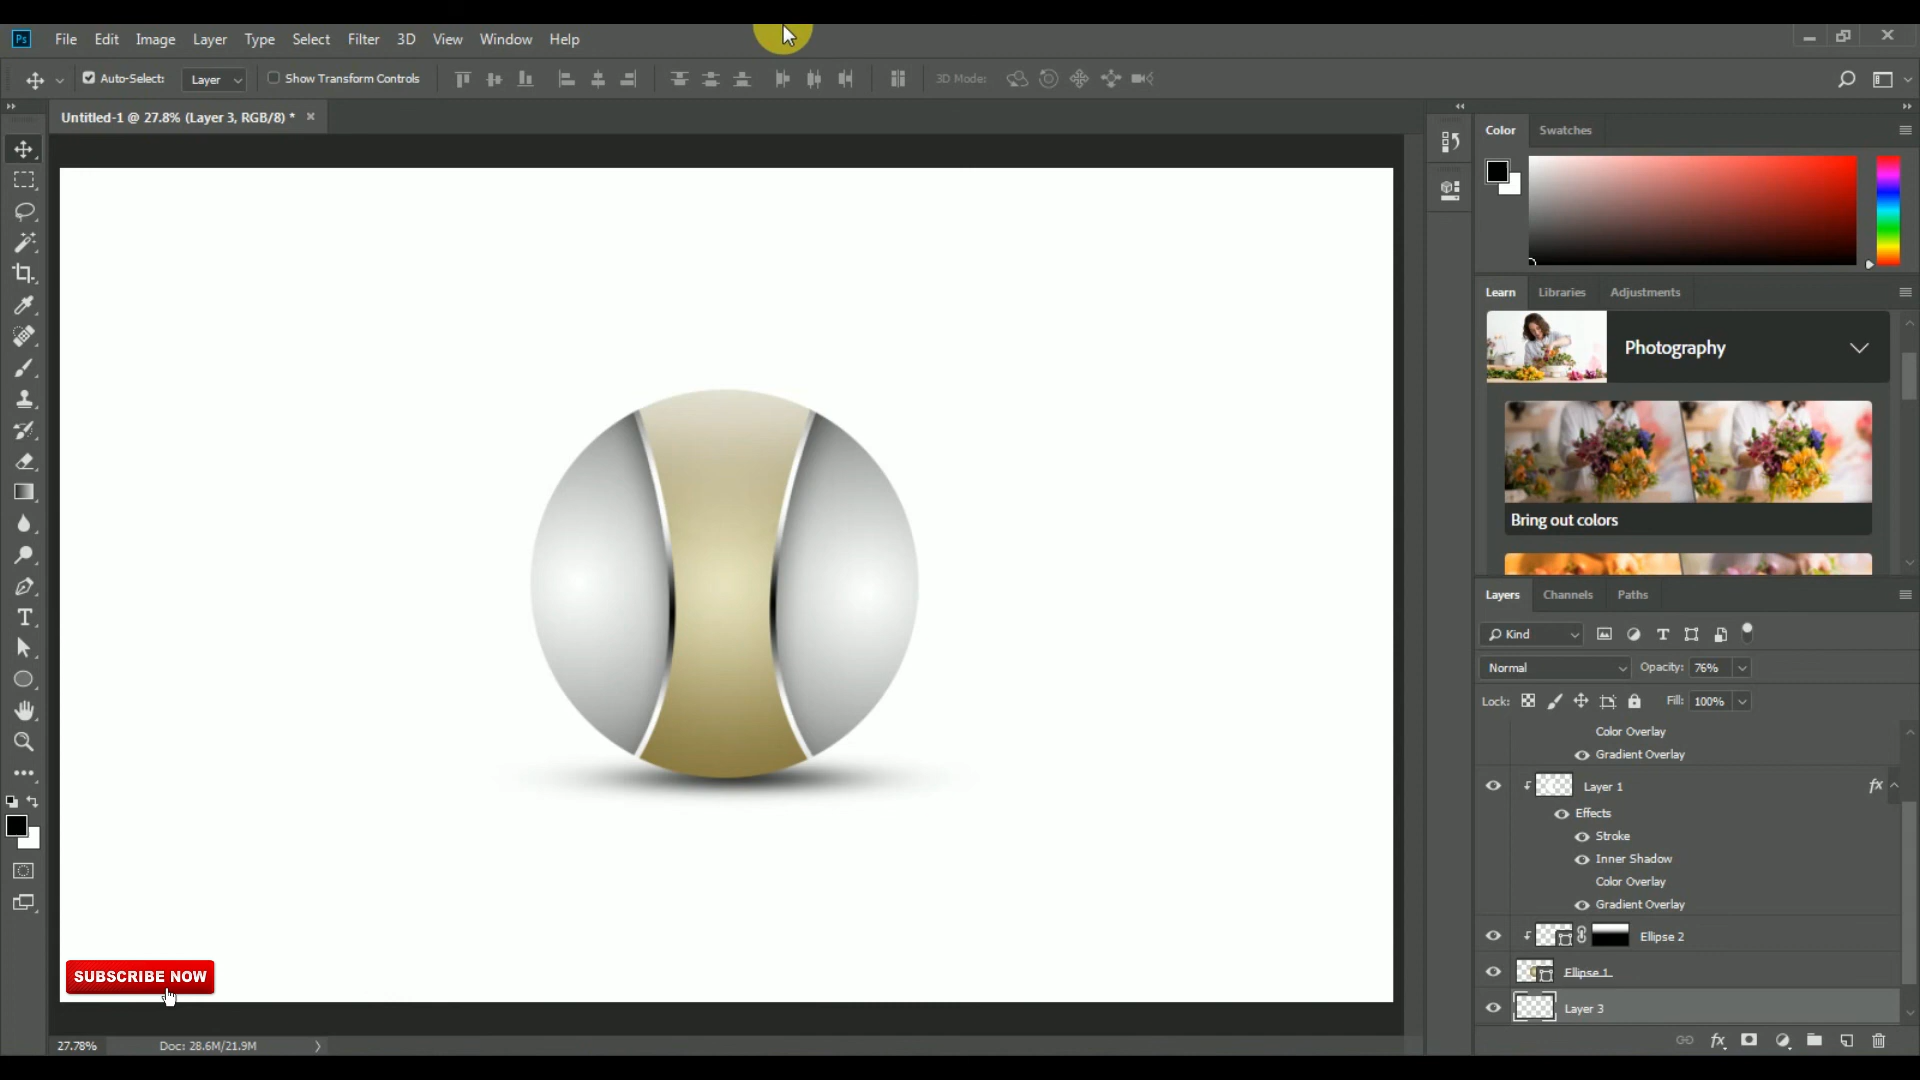 Ps File Edit Image Layer Type Select Filter 3D View Window Help
Auto-Select: Layer Show Transform Controls 3D Mode:
Untitled-1 @ 27.8% (Layer 3, RGB/8) *
Color Swatches
Learn Libraries Adjustments
Photography
Bring out colors
Layers Channels Paths
Kind
Normal Opacity: 76%
Lock: Fill: 100%
Color Overlay
Gradient Overlay
Layer 1 fx
Effects
Stroke
Inner Shadow
Color Overlay
Gradient Overlay
Ellipse 2
Ellipse 1
Layer 3
fx
SUBSCRIBE NOW
27.78% Doc: 28.6M/21.9M